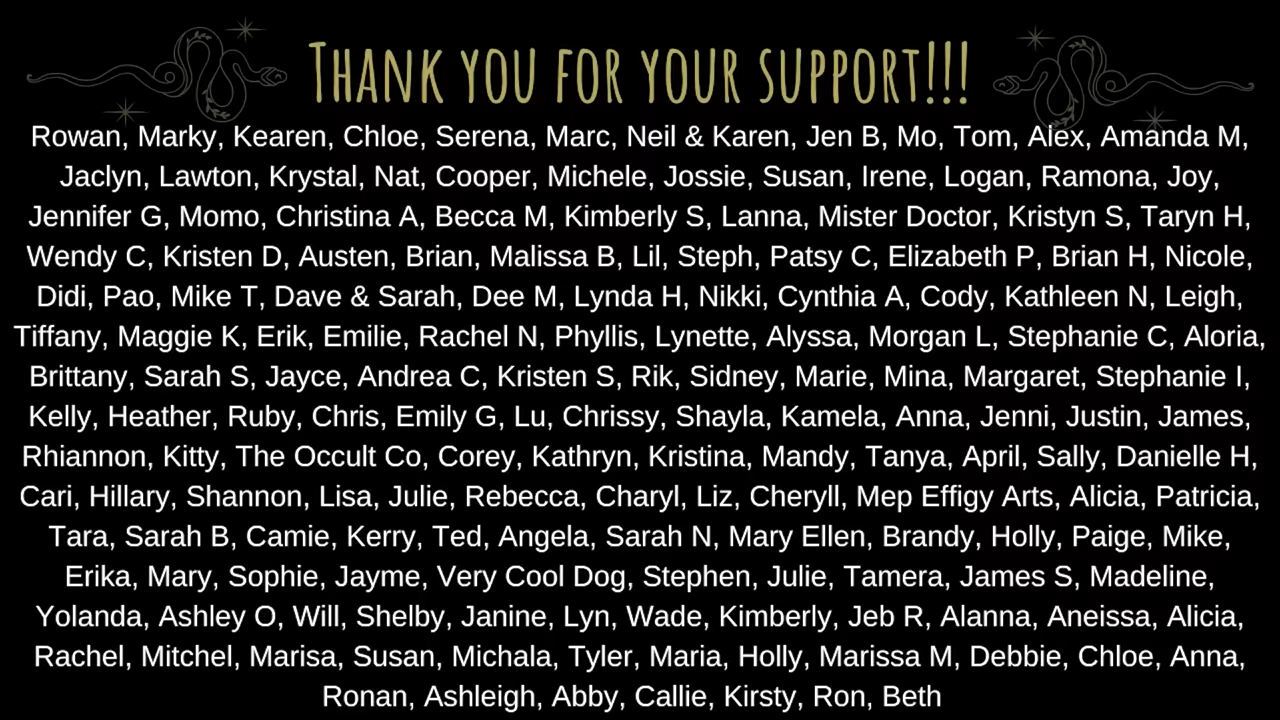 Thank you for your support!!!
Rowan, Marky, Kearen, Chloe, Serena, Marc, Neil & Karen, Jen B, Mo, Tom, Alex, Amanda M,
Jaclyn, Lawton, Krystal, Nat, Cooper, Michele, Jossie, Susan, Irene, Logan, Ramona, Joy,
Jennifer G, Momo, Christina A, Becca M, Kimberly S, Lanna, Mister Doctor, Kristyn S, Taryn H,
Wendy C, Kristen D, Austen, Brian, Malissa B, Lil, Steph, Patsy C, Elizabeth P, Brian H, Nicole,
Didi, Pao, Mike T, Dave & Sarah, Dee M, Lynda H, Nikki, Cynthia A, Cody, Kathleen N, Leigh,
Tiffany, Maggie K, Erik, Emilie, Rachel N, Phyllis, Lynette, Alyssa, Morgan L, Stephanie C, Aloria,
Brittany, Sarah S, Jayce, Andrea C, Kristen S, Rik, Sidney, Marie, Mina, Margaret, Stephanie I,
Kelly, Heather, Ruby, Chris, Emily G, Lu, Chrissy, Shayla, Kamela, Anna, Jenni, Justin, James,
Rhiannon, Kitty, The Occult Co, Corey, Kathryn, Kristina, Mandy, Tanya, April, Sally, Danielle H,
Cari, Hillary, Shannon, Lisa, Julie, Rebecca, Charyl, Liz, Cheryll, Mep Effigy Arts, Alicia, Patricia,
Tara, Sarah B, Camie, Kerry, Ted, Angela, Sarah N, Mary Ellen, Brandy, Holly, Paige, Mike,
Erika, Mary, Sophie, Jayme, Very Cool Dog, Stephen, Julie, Tamera, James S, Madeline,
Yolanda, Ashley O, Will, Shelby, Janine, Lyn, Wade, Kimberly, Jeb R, Alanna, Aneissa, Alicia,
Rachel, Mitchel, Marisa, Susan, Michala, Tyler, Maria, Holly, Marissa M, Debbie, Chloe, Anna,
Ronan, Ashleigh, Abby, Callie, Kirsty, Ron, Beth